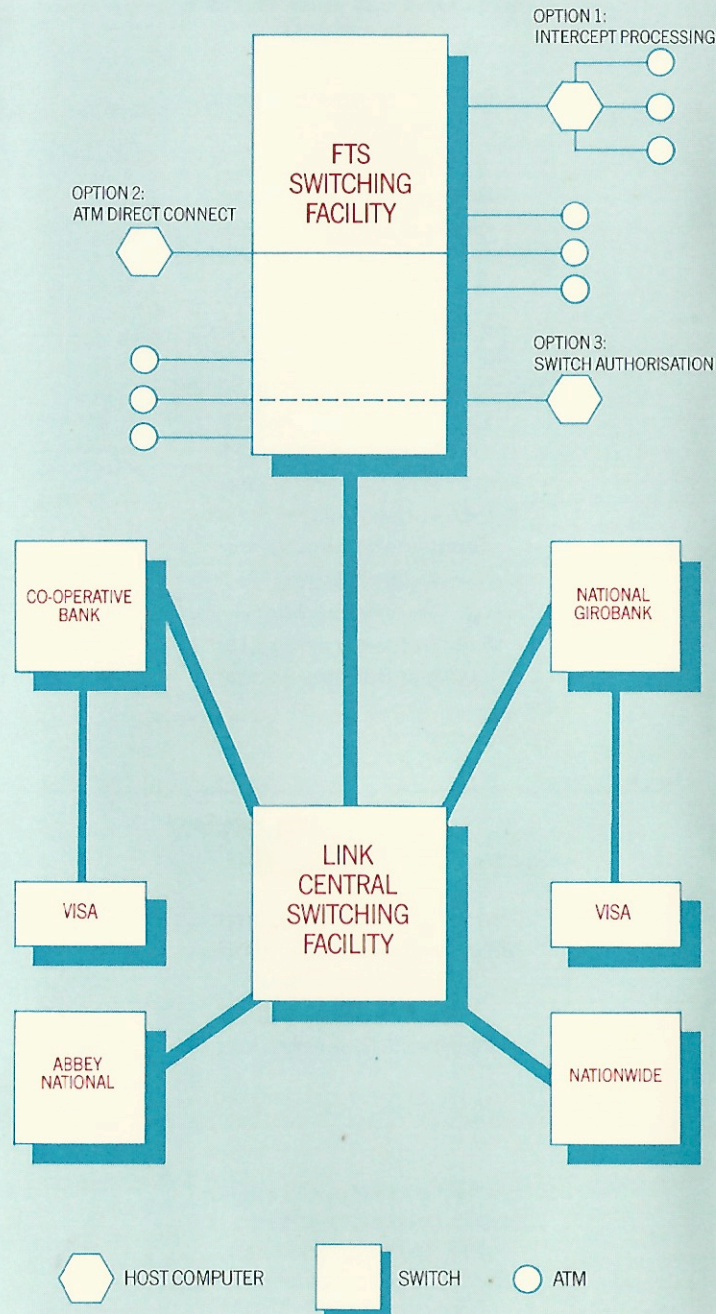 OPTION 1:
INTERCEPT PROCESSING
FTS
SWITCHING
FACILITY
OPTION 2:
ATM DIRECT CONNECT
OPTION 3:
SWITCH AUTHORISATION
CO-OPERATIVE
BANK
NATIONAL
GIROBANK
LINK
CENTRAL
SWITCHING
FACILITY
VISA
VISA
ABBEY
NATIONAL
NATIONWIDE
HOST COMPUTER
SWITCH
ATM